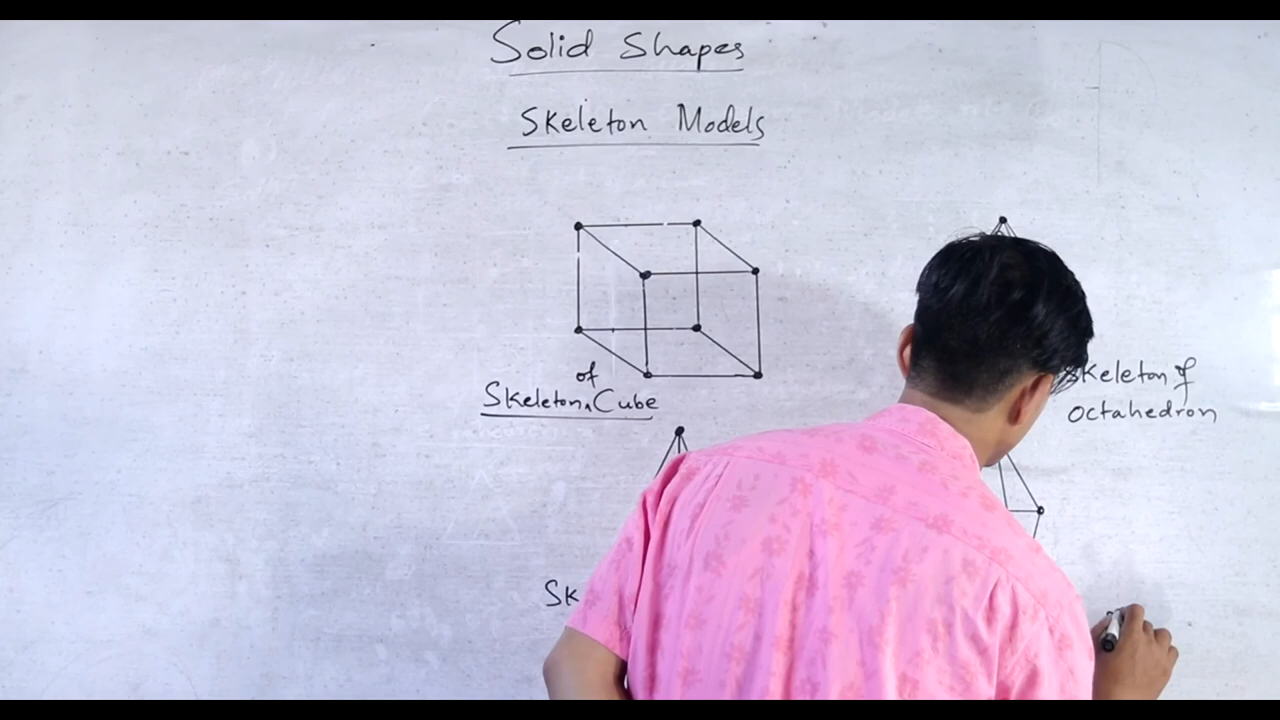 Solid Shapes
Skeleton Models
of
Skeleton Cube
Skeleton of
octahedron
Sk